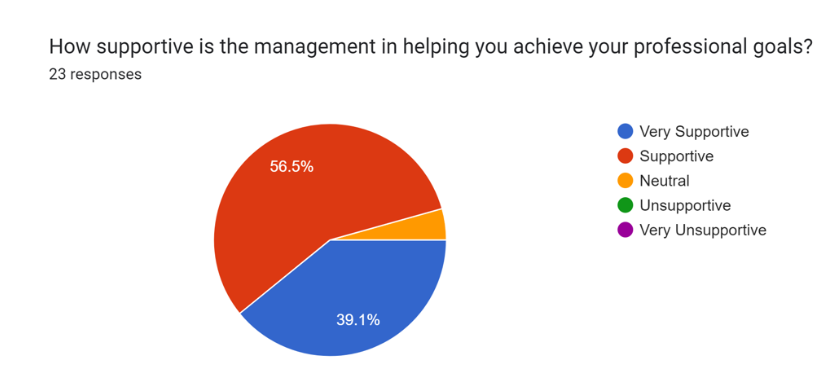 How supportive is the management in helping you achieve your professional goals?
23 responses
56.5%
39.1%
Very Supportive
Supportive
Neutral
Unsupportive
Very Unsupportive